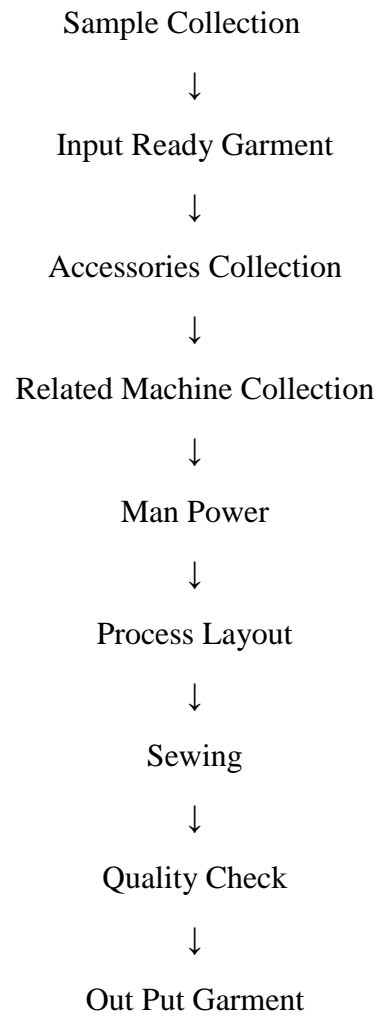 Sample Collection
↓
Input Ready Garment
↓
Accessories Collection
↓
Related Machine Collection
↓
Man Power
↓
Process Layout
↓
Sewing
↓
Quality Check
↓
Out Put Garment